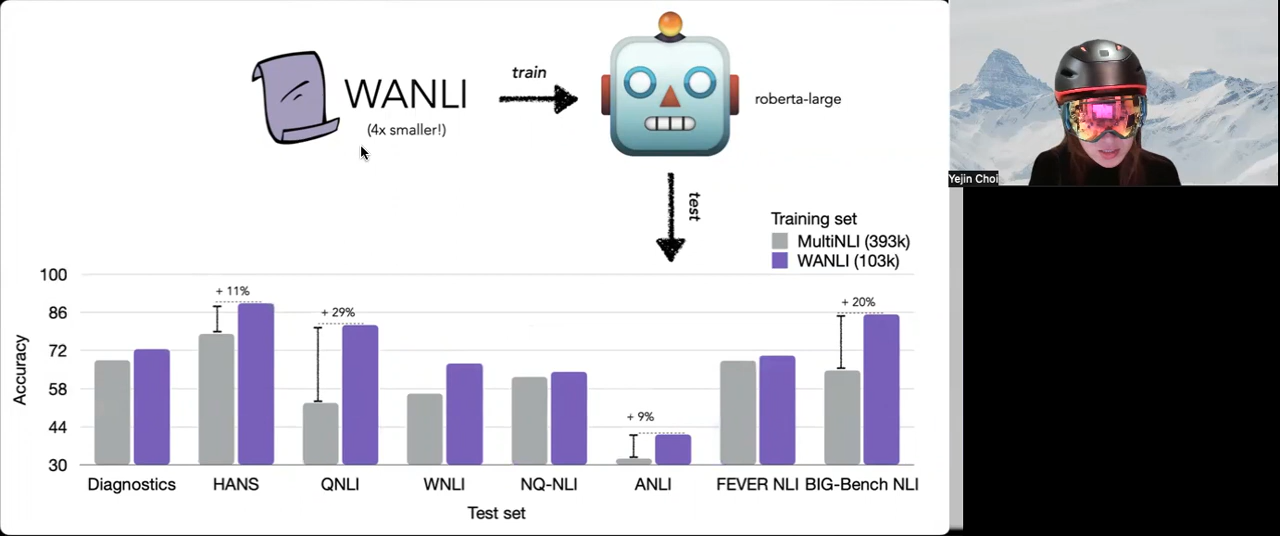 WANLI
(4x smaller!)
train
roberta-large
test
Yejin Choi
Training set
MultiNLI (393k)
WANLI (103k)
Accuracy
100
86
72
58
44
30
+ 11%
+ 29%
+ 9%
+ 20%
Diagnostics
HANS
QNLI
WNLI
NQ-NLI
ANLI
FEVER NLI
BIG-Bench NLI
Test set